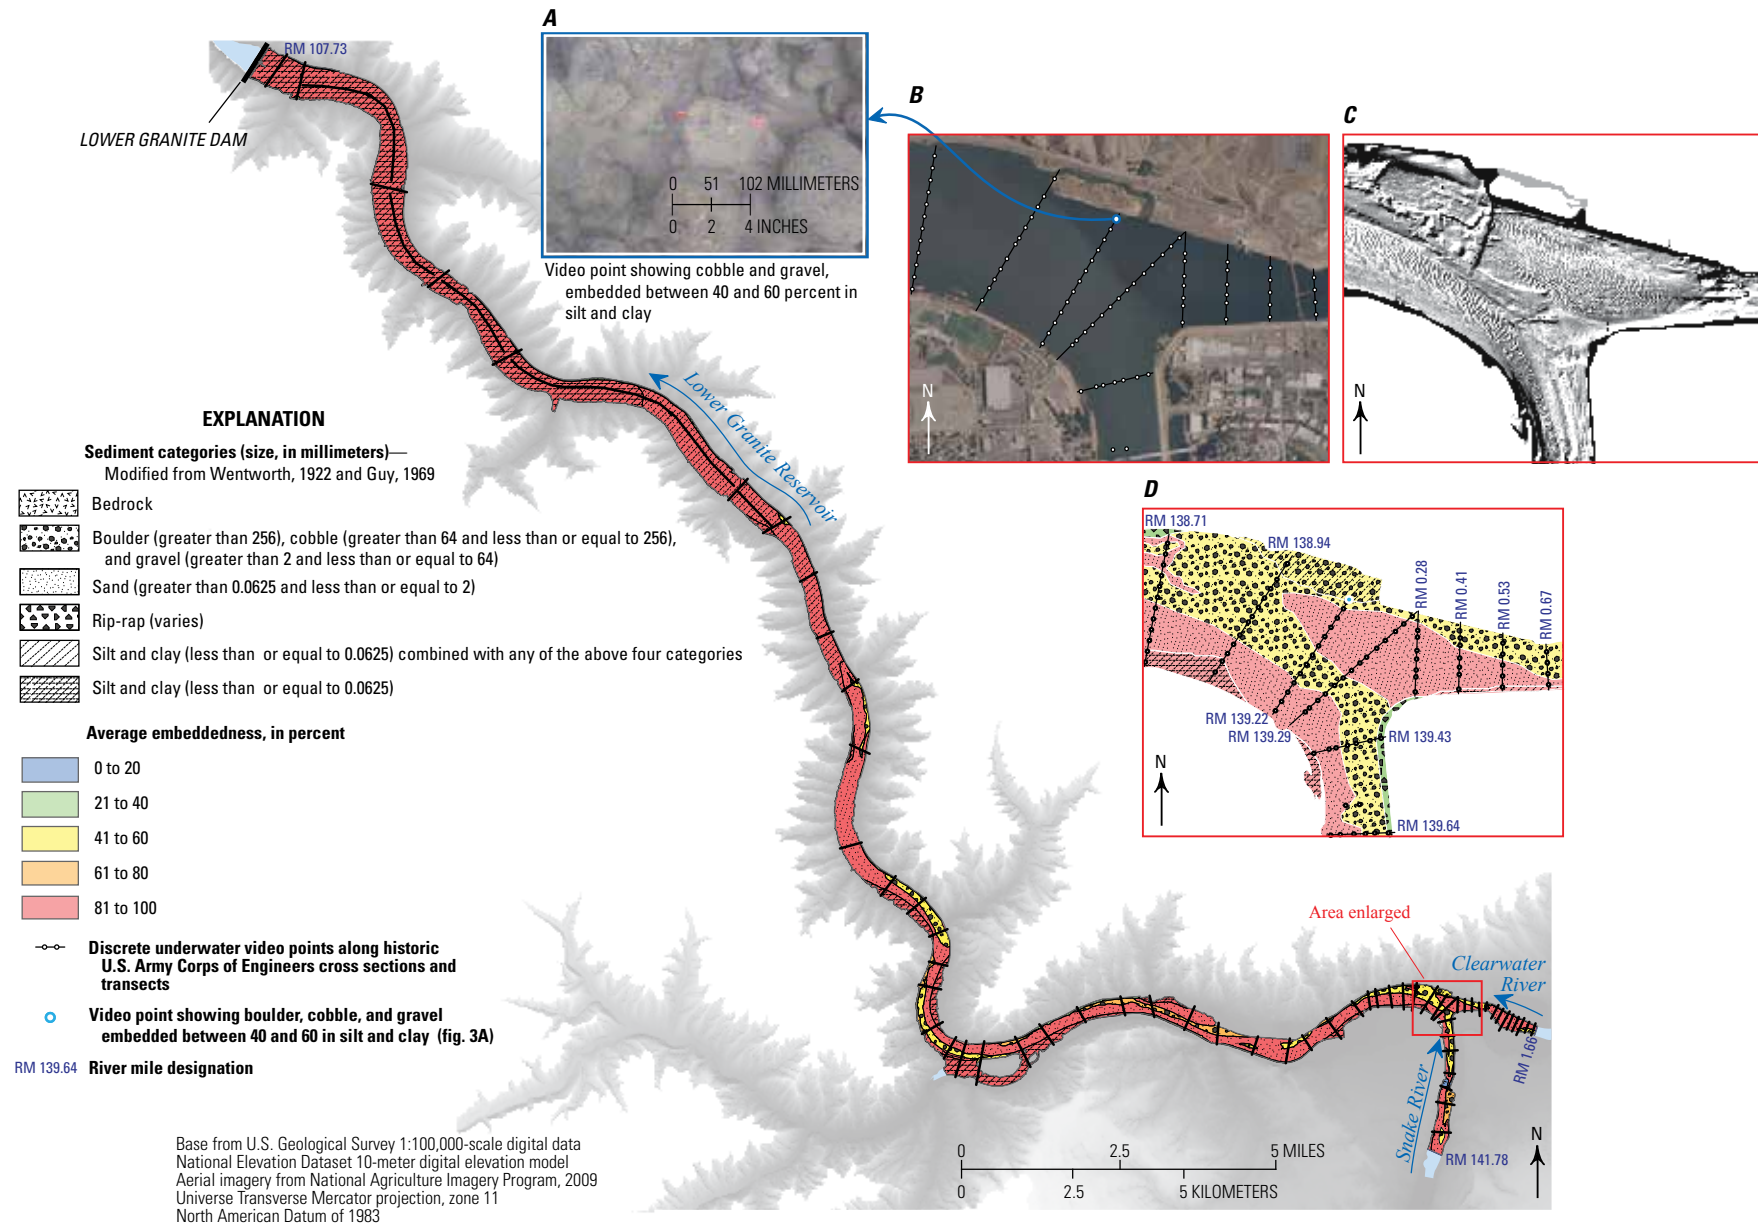 A
RM 107.73
LOWER GRANITE DAM
0 51 102 MILLIMETERS
0 2 4 INCHES
Video point showing cobble and gravel,
embedded between 40 and 60 percent in
silt and clay
B
N
C
N
Lower Granite Reservoir
EXPLANATION
Sediment categories (size, in millimeters)—
Modified from Wentworth, 1922 and Guy, 1969
Bedrock
Boulder (greater than 256), cobble (greater than 64 and less than or equal to 256),
and gravel (greater than 2 and less than or equal to 64)
Sand (greater than 0.0625 and less than or equal to 2)
Rip-rap (varies)
Silt and clay (less than or equal to 0.0625) combined with any of the above four categories
Silt and clay (less than or equal to 0.0625)
Average embeddedness, in percent
0 to 20
21 to 40
41 to 60
61 to 80
81 to 100
Discrete underwater video points along historic
U.S. Army Corps of Engineers cross sections and
transects
Video point showing boulder, cobble, and gravel
embedded between 40 and 60 in silt and clay (fig. 3A)
RM 139.64 River mile designation
D
RM 138.71
RM 138.94
RM 0.28
RM 0.41
RM 0.53
RM 0.67
RM 139.22
RM 139.29
RM 139.43
RM 139.64
N
Area enlarged
Clearwater
River
RM 1.66
Snake River
RM 141.78
N
0 2.5 5 MILES
0 2.5 5 KILOMETERS
Base from U.S. Geological Survey 1:100,000-scale digital data
National Elevation Dataset 10-meter digital elevation model
Aerial imagery from National Agriculture Imagery Program, 2009
Universe Transverse Mercator projection, zone 11
North American Datum of 1983